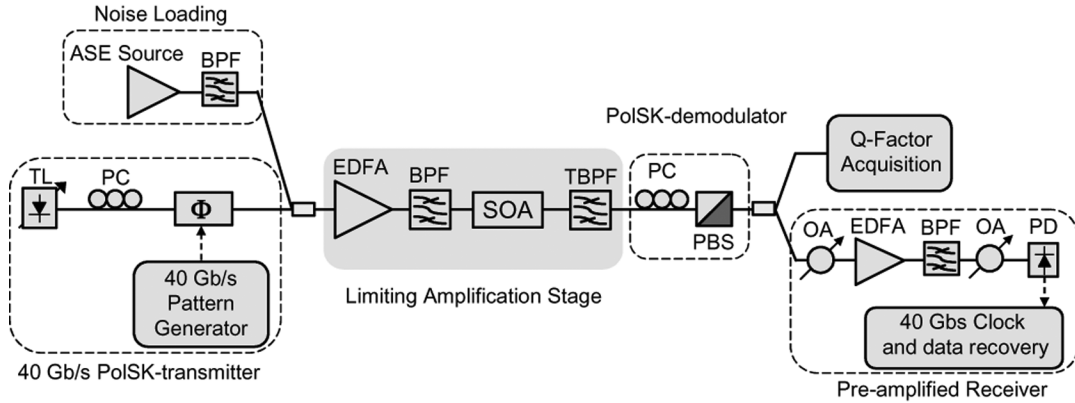 Noise Loading
ASE Source
BPF
TL
PC
Φ
40 Gb/s
Pattern
Generator
40 Gb/s PolSK-transmitter
EDFA
BPF
SOA
TBPF
Limiting Amplification Stage
PolSK-demodulator
PC
PBS
Q-Factor
Acquisition
OA
EDFA
BPF
OA
PD
40 Gbs Clock
and data recovery
Pre-amplified Receiver